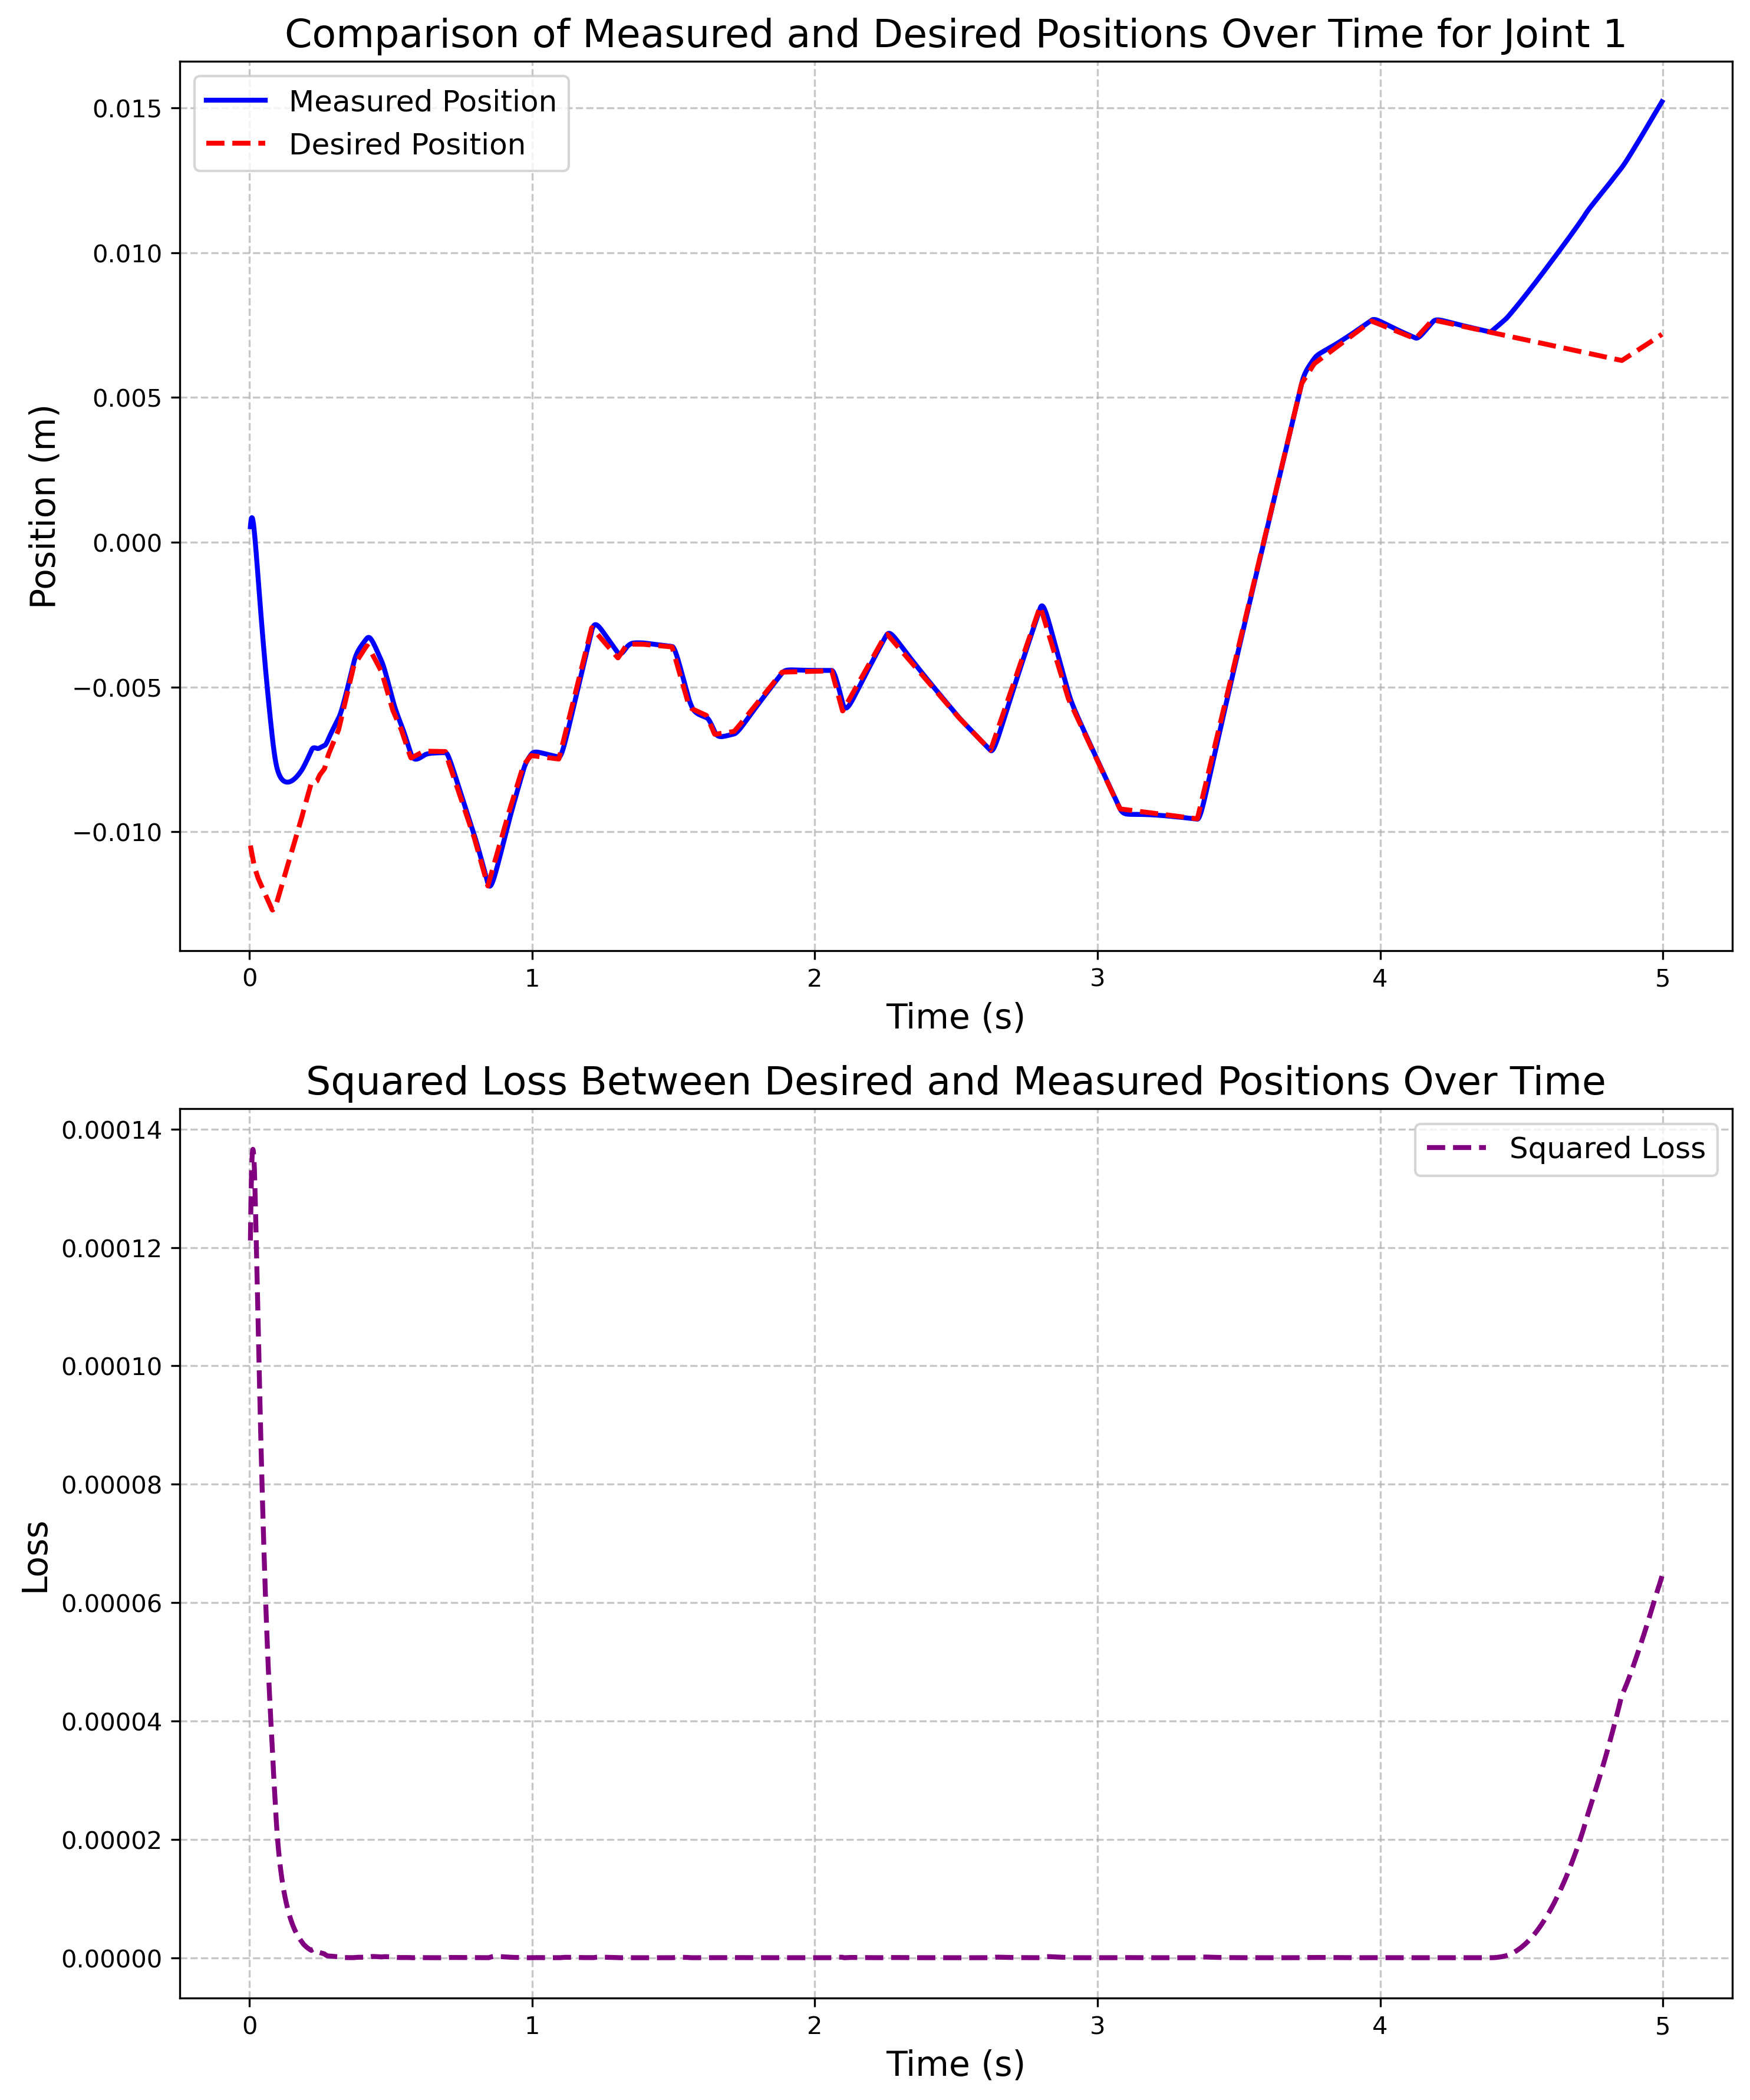 Comparison of Measured and Desired Positions Over Time for Joint 1
Measured Position
Desired Position
Position (m)
0.015
0.010
0.005
0.000
−0.005
−0.010
0 1 2 3 4 5
Time (s)
Squared Loss Between Desired and Measured Positions Over Time
Squared Loss
Loss
0.00014
0.00012
0.00010
0.00008
0.00006
0.00004
0.00002
0.00000
0 1 2 3 4 5
Time (s)